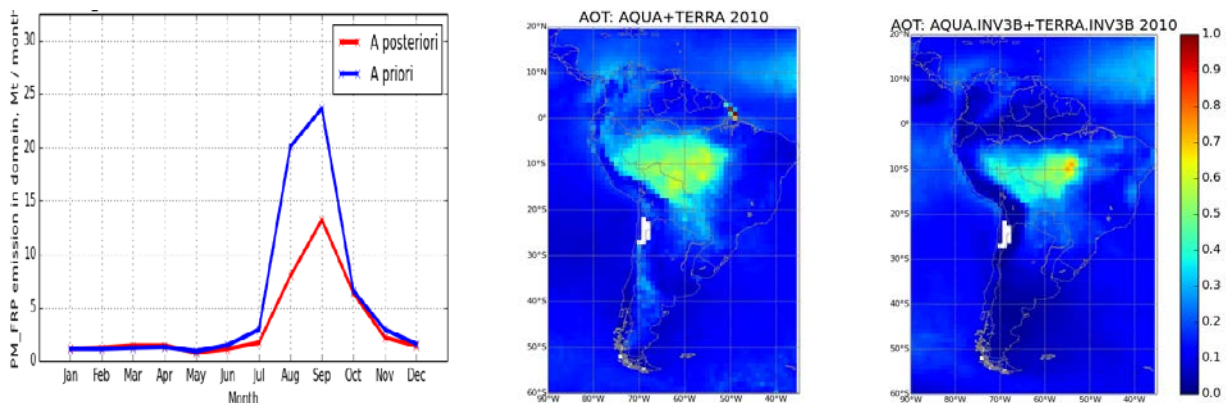 PM_FRP emission in domain, Mt / month
30
25
20
15
10
5
0
A posteriori
A priori
Jan Feb Mar Apr May Jun Jul Aug Sep Oct Nov Dec
Month
AOT: AQUA+TERRA 2010
20°N
10°N
0°
10°S
20°S
30°S
40°S
50°S
60°S
90°W 80°W 70°W 60°W 50°W 40°W
AOT: AQUA.INV3B+TERRA.INV3B 2010
20°N
10°N
0°
10°S
20°S
30°S
40°S
50°S
60°S
90°W 80°W 70°W 60°W 50°W 40°W
1.0
0.9
0.8
0.7
0.6
0.5
0.4
0.3
0.2
0.1
0.0